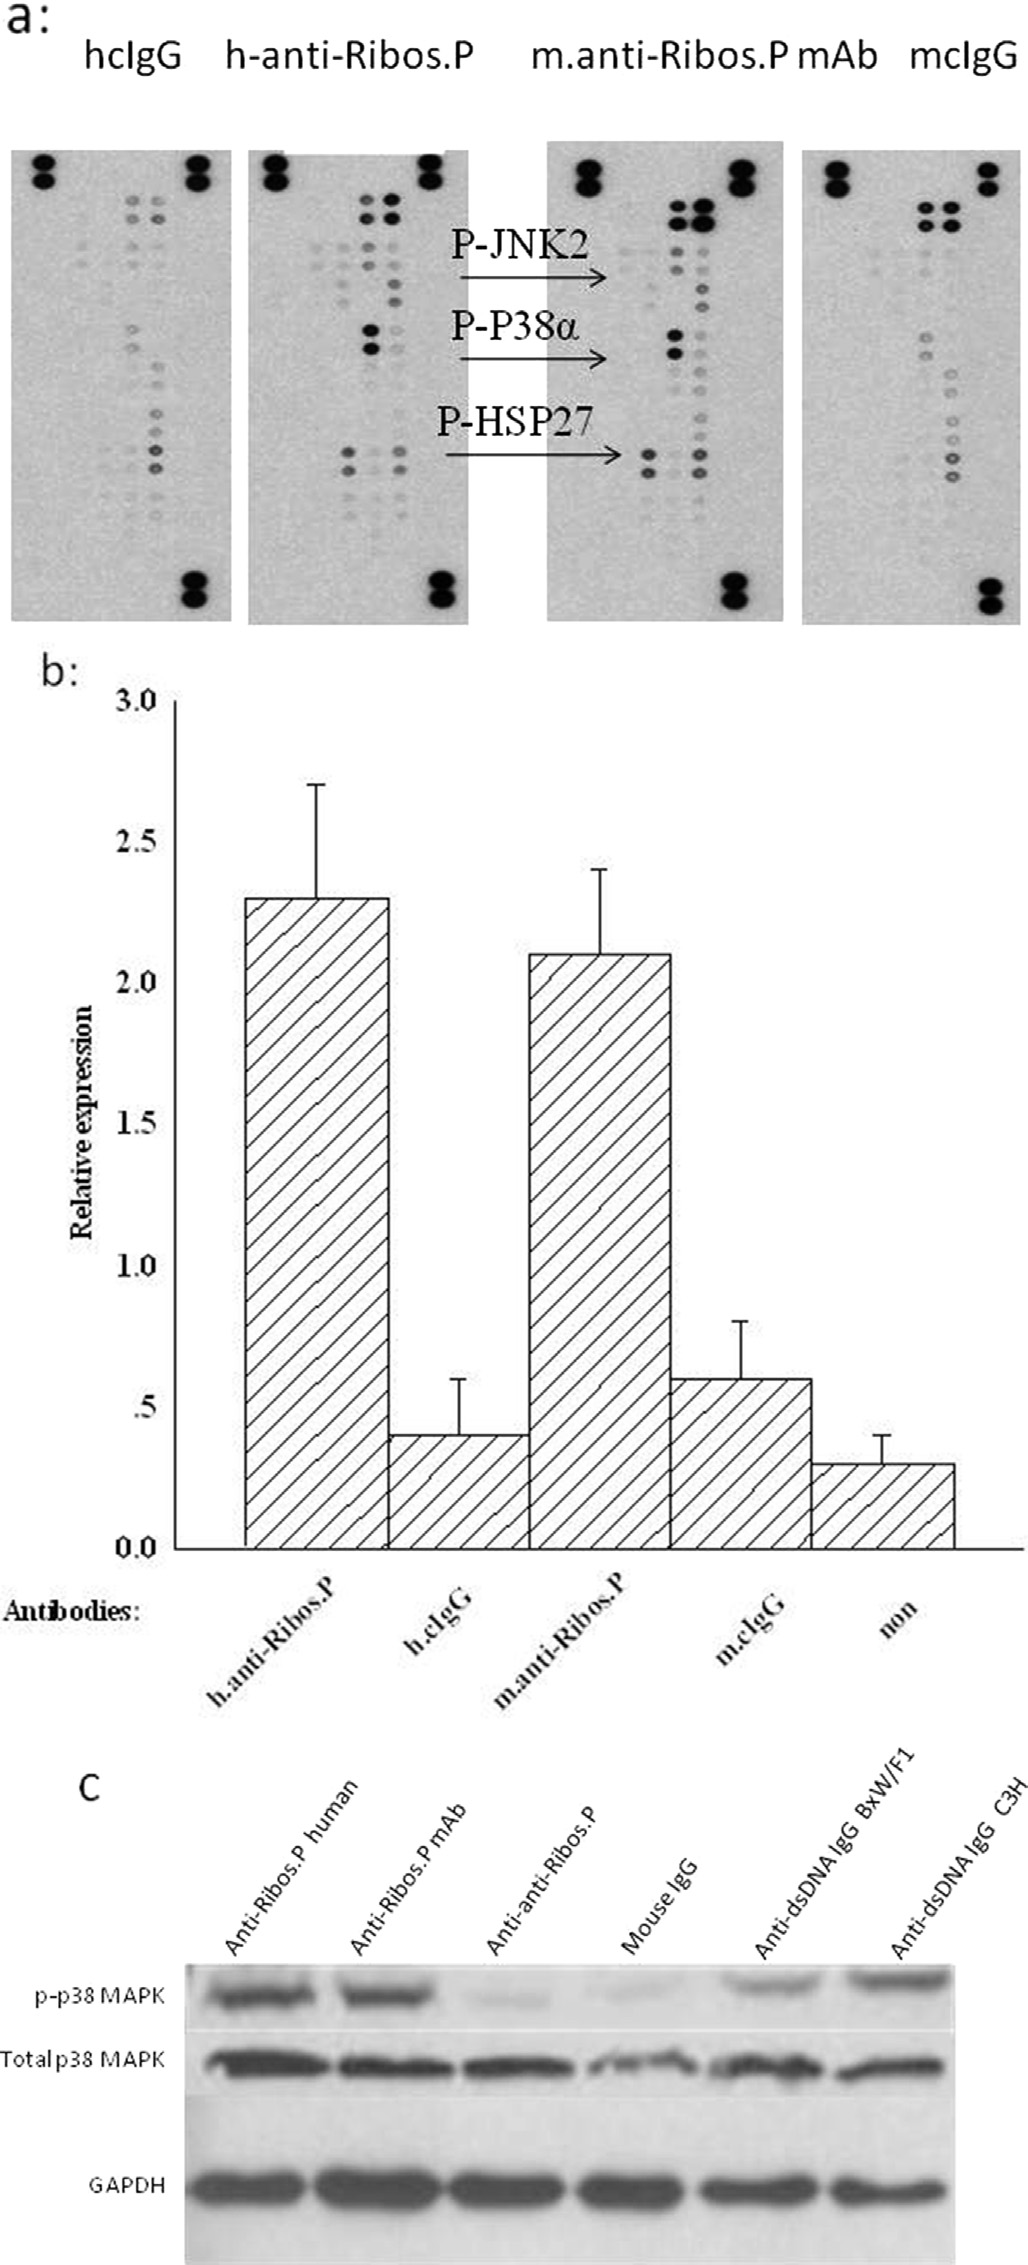 a:
hcIgG h-anti-Ribos.P m.anti-Ribos.P mAb mcIgG
P-JNK2
P-P38α
P-HSP27
b:
3.0
2.5
2.0
1.5
1.0
.5
0.0
Relative expression
Antibodies:
h.anti-Ribos.P
h.cIgG
m.anti-Ribos.P
m.cIgG
non
C
Anti-Ribos.P human
Anti-Ribos.P mAb
Anti-anti-Ribos.P
Mouse IgG
Anti-dsDNA IgG BxW/F1
Anti-dsDNA IgG C3H
p-p38 MAPK
Total p38 MAPK
GAPDH